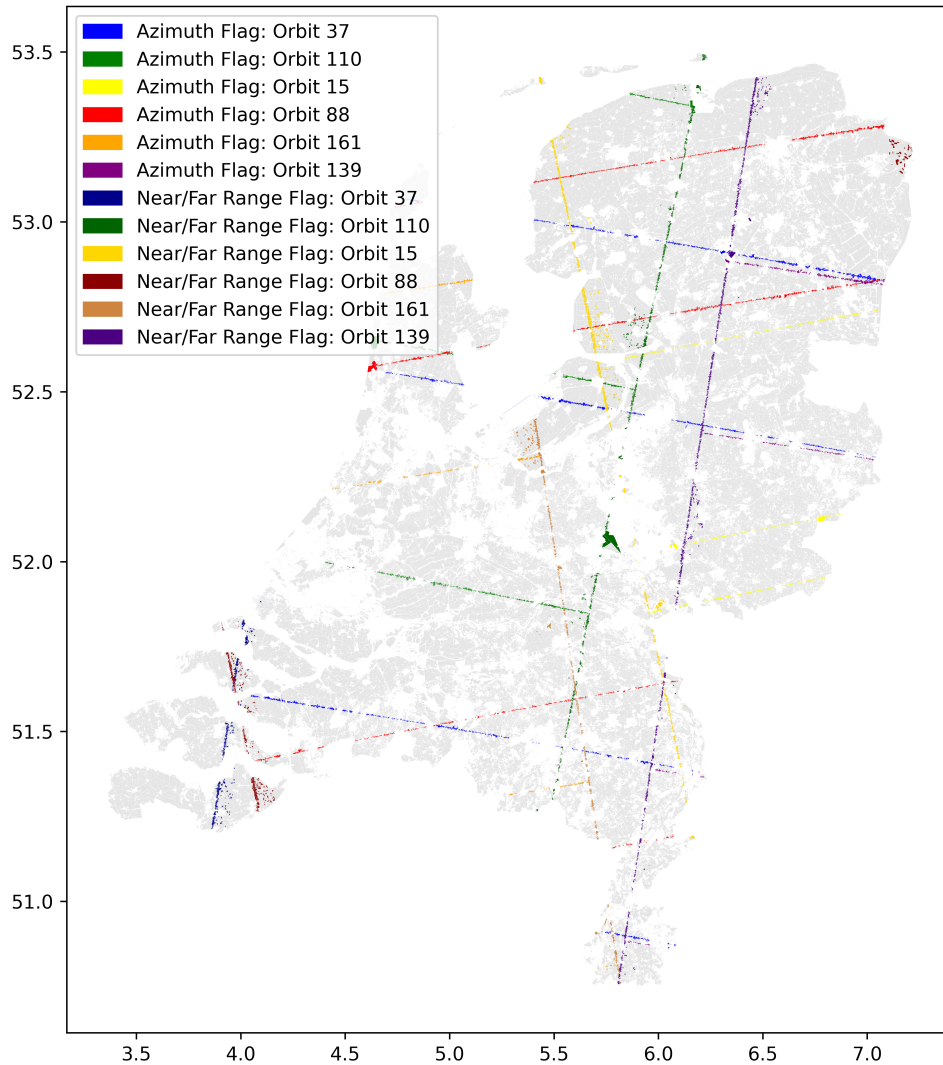 Azimuth Flag: Orbit 37
Azimuth Flag: Orbit 110
Azimuth Flag: Orbit 15
Azimuth Flag: Orbit 88
Azimuth Flag: Orbit 161
Azimuth Flag: Orbit 139
Near/Far Range Flag: Orbit 37
Near/Far Range Flag: Orbit 110
Near/Far Range Flag: Orbit 15
Near/Far Range Flag: Orbit 88
Near/Far Range Flag: Orbit 161
Near/Far Range Flag: Orbit 139
53.5
53.0
52.5
52.0
51.5
51.0
3.5 4.0 4.5 5.0 5.5 6.0 6.5 7.0